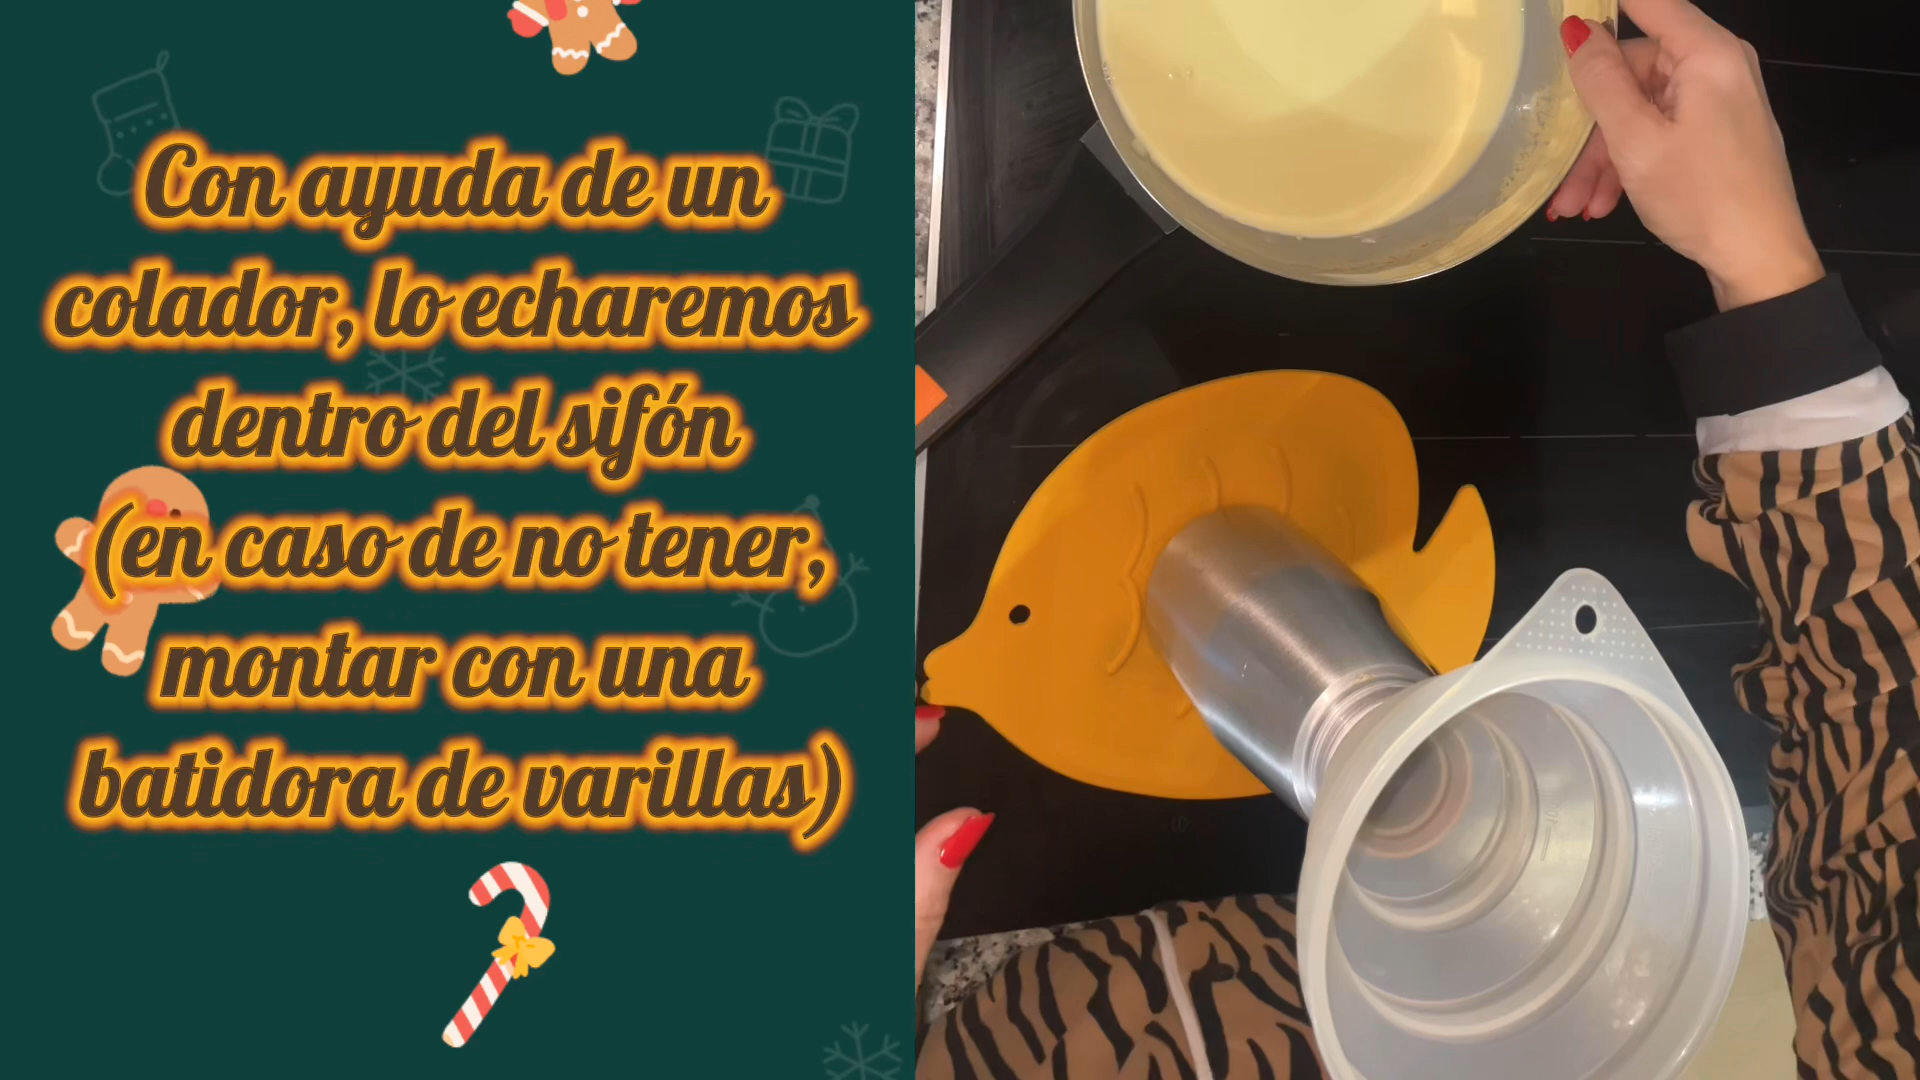 Con ayuda de un
colador, lo echaremos
dentro del sifón
(en caso de no tener,
montar con una
batidora de varillas)